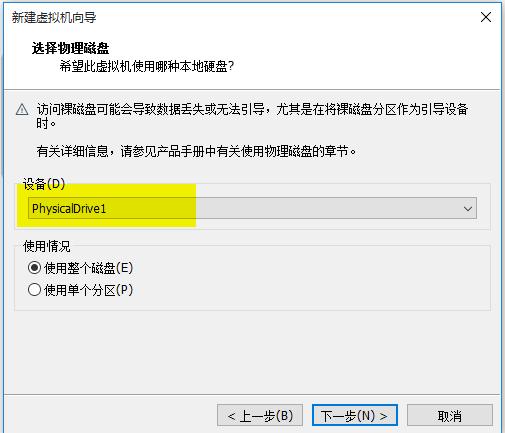 新建虚拟机向导
选择物理磁盘
希望此虚拟机使用哪种本地硬盘?
访问裸磁盘可能会导致数据丢失或无法引导，尤其是在将裸磁盘分区作为引导设备
时。
有关详细信息，请参见产品手册中有关使用物理磁盘的章节。
设备(D)
PhysicalDrive1
使用情况
使用整个磁盘(E)
使用单个分区(P)
< 上一步(B)
下一步(N) >
取消